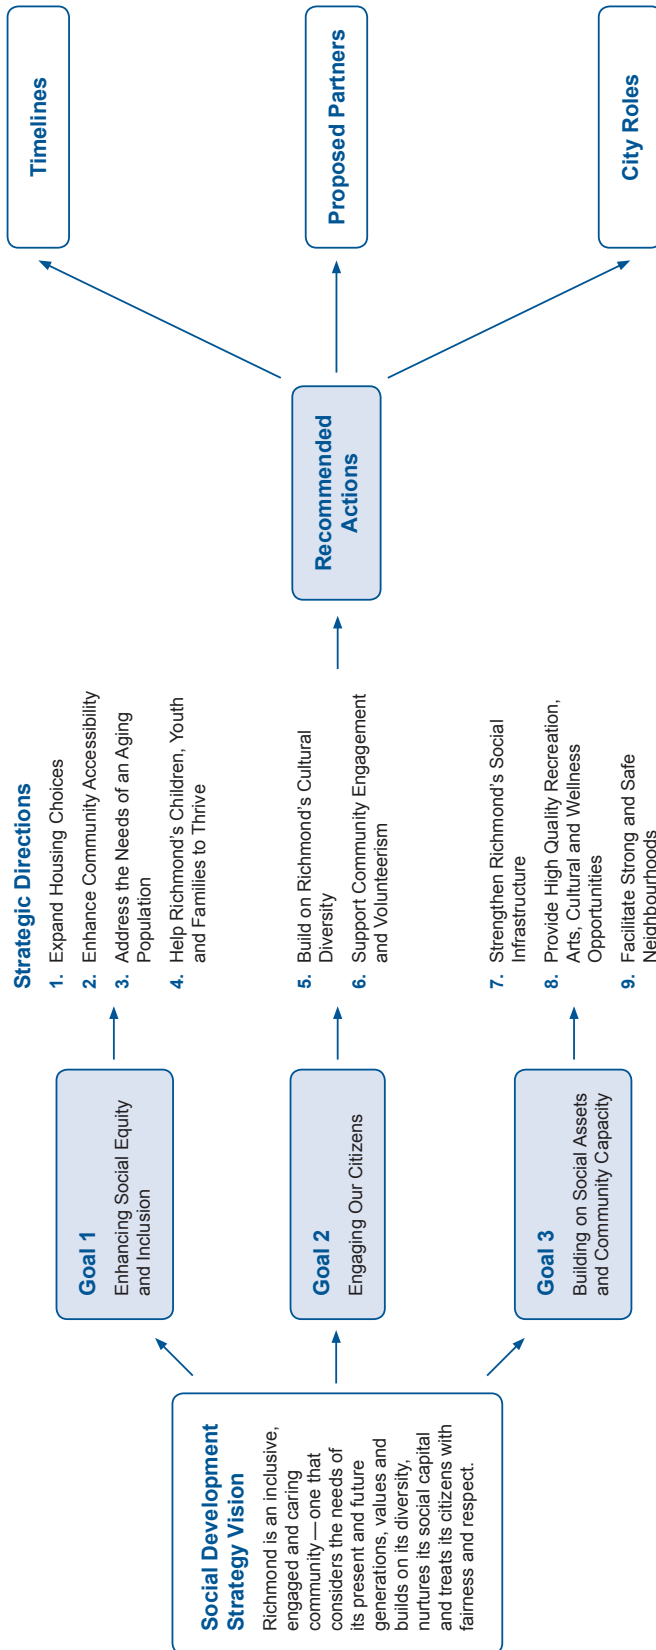 Social Development
Strategy Vision
Richmond is an inclusive,
engaged and caring
community — one that
considers the needs of
its present and future
generations, values and
builds on its diversity,
nurtures its social capital
and treats its citizens with
fairness and respect.
Goal 1
Enhancing Social Equity
and Inclusion
Goal 2
Engaging Our Citizens
Goal 3
Building on Social Assets
and Community Capacity
Strategic Directions
1. Expand Housing Choices
2. Enhance Community Accessibility
3. Address the Needs of an Aging
Population
4. Help Richmond's Children, Youth
and Families to Thrive
5. Build on Richmond's Cultural
Diversity
6. Support Community Engagement
and Volunteerism
7. Strengthen Richmond's Social
Infrastructure
8. Provide High Quality Recreation,
Arts, Cultural and Wellness
Opportunities
9. Facilitate Strong and Safe
Neighbourhoods
Recommended
Actions
Timelines
Proposed Partners
City Roles